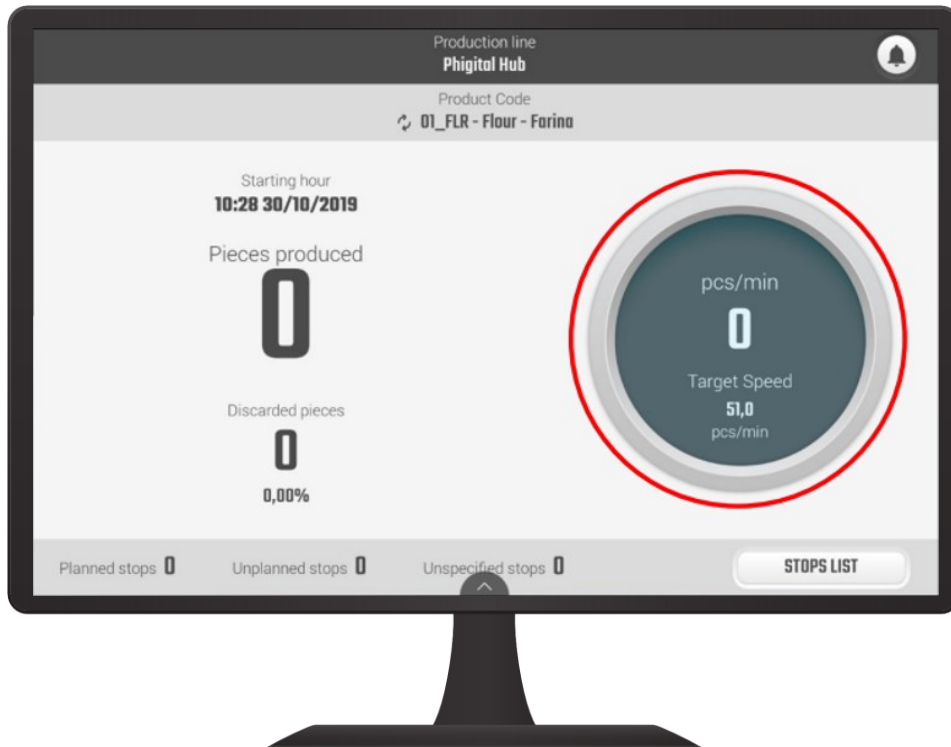 Production line
Phigital Hub
Product Code
01_FLR - Flour - Farina
Starting hour
10:28 30/10/2019
Pieces produced
0
Discarded pieces
0
0,00%
pcs/min
0
Target Speed
51,0
pcs/min
Planned stops 0
Unplanned stops 0
Unspecified stops 0
STOPS LIST